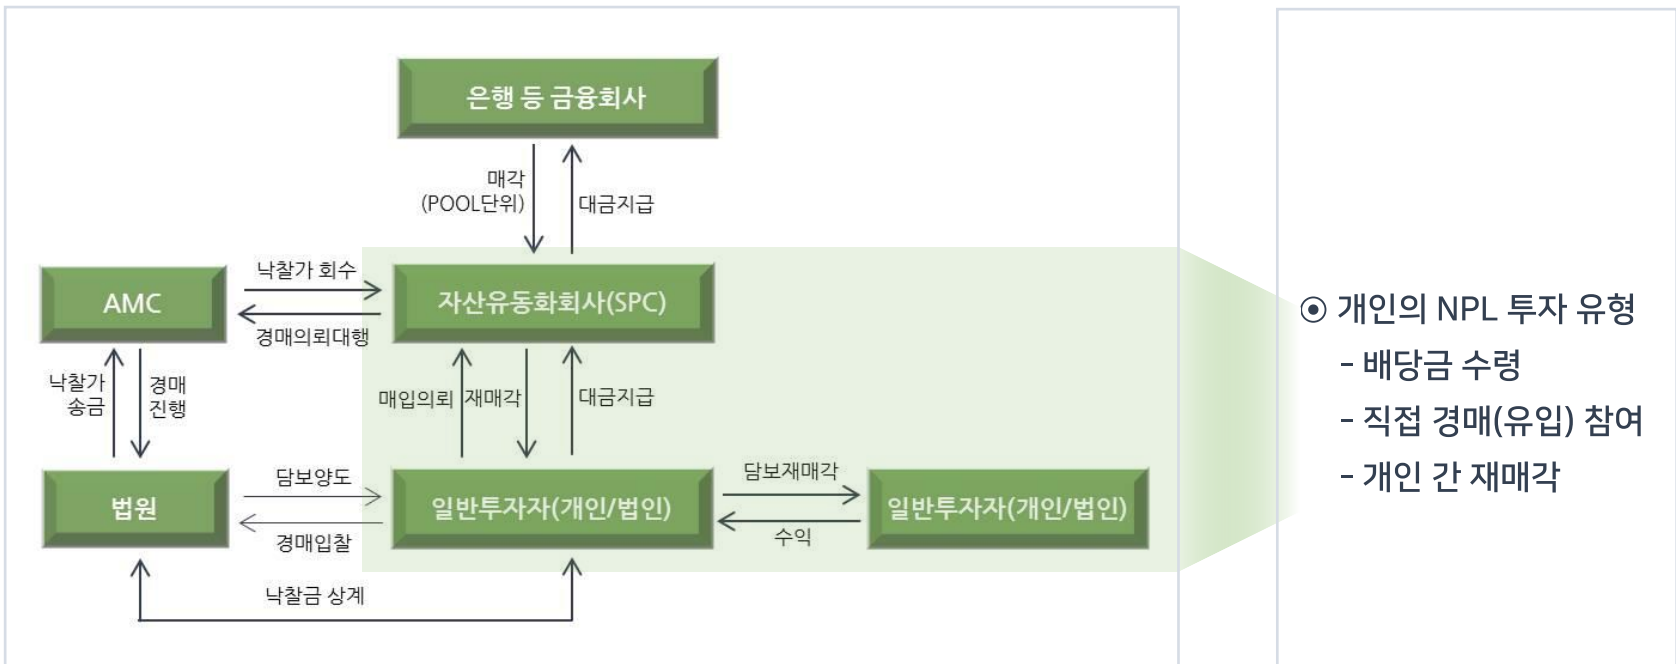 은행 등 금융회사
매각
(POOL단위)
대금지급
낙찰가 회수
AMC
자산유동화회사(SPC)
경매의뢰대행
낙찰가
송금
경매
진행
매입의뢰
재매각
대금지급
담보양도
담보재매각
법원
일반투자자(개인/법인)
일반투자자(개인/법인)
경매입찰
수익
낙찰금 상계
⦿ 개인의 NPL 투자 유형
- 배당금 수령
- 직접 경매(유입) 참여
- 개인 간 재매각